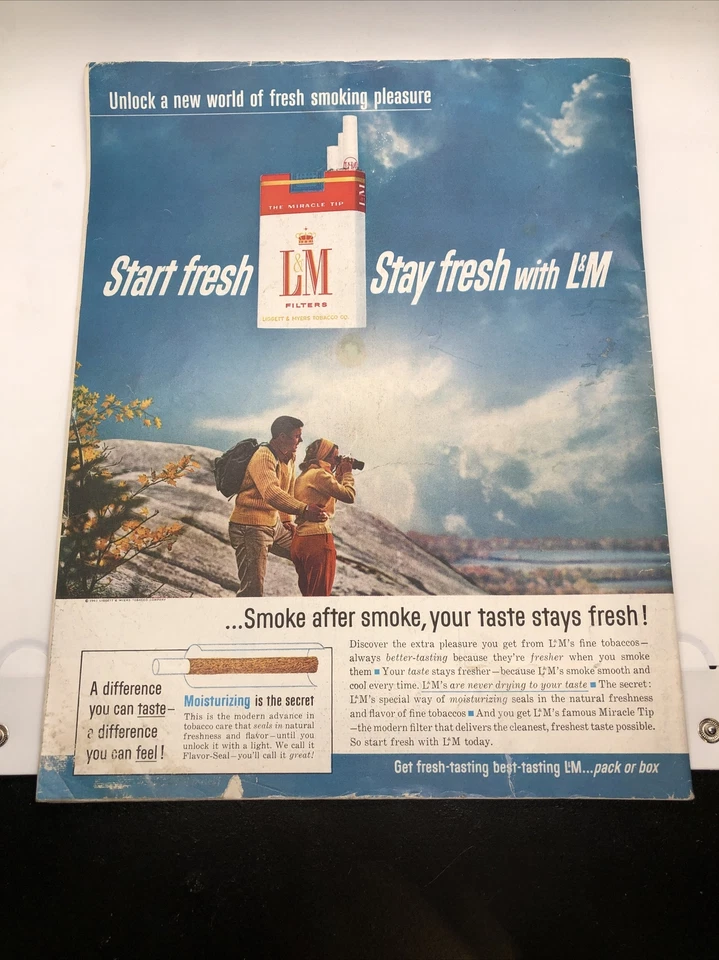 Unlock a new world of fresh smoking pleasure
THE MIRACLE TIP
L&M
Start fresh
L&M
Stay fresh with L&M
FILTERS
LIGGETT & MYERS TOBACCO CO.
LIGGETT & MYERS TOBACCO COMPANY
...Smoke after smoke, your taste stays fresh!
A difference
you can taste—
a difference
you can feel!
Moisturizing is the secret
This is the modern advance in
tobacco care that seals in natural
freshness and flavor—until you
unlock it with a light. We call it
Flavor-Seal—you'll call it great!
Discover the extra pleasure you get from L&M's fine tobaccos—
always better-tasting because they're fresher when you smoke
them ■ Your taste stays fresher—because L&M's smoke smooth and
cool every time. L&M's are never drying to your taste ■ The secret:
L&M's special way of moisturizing seals in the natural freshness
and flavor of fine tobaccos ■ And you get L&M's famous Miracle Tip
—the modern filter that delivers the cleanest, freshest taste possible.
So start fresh with L&M today.
Get fresh-tasting best-tasting L&M...pack or box